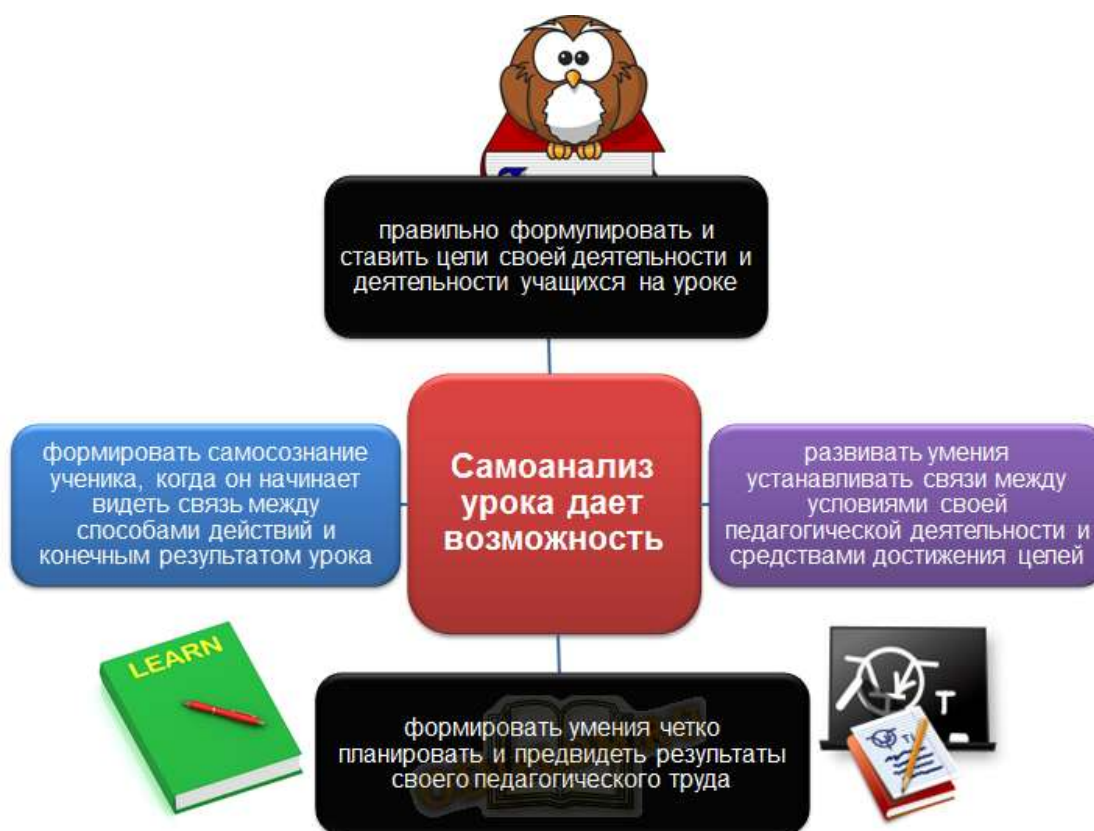 правильно формулировать и
ставить цели своей деятельности и
деятельности учащихся на уроке
формировать самосознание
ученика, когда он начинает
видеть связь между
способами действий и
конечным результатом урока
Самоанализ
урока дает
возможность
развивать умения
устанавливать связи между
условиями своей
педагогической деятельности и
средствами достижения целей
LEARN
T
формировать умения четко
планировать и предвидеть результаты
своего педагогического труда